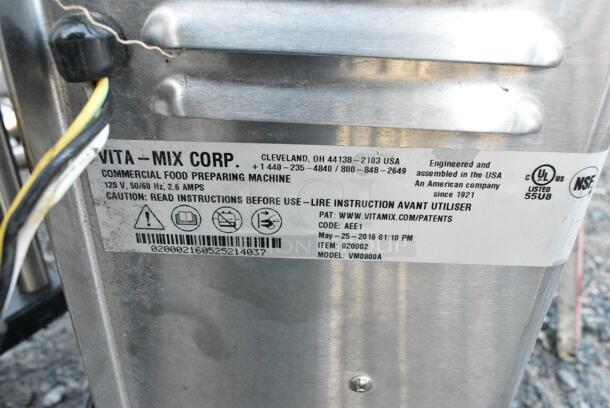 VITA-MIX CORP.
CLEVELAND, OH 44138-2103 USA
+1 440-235-4840 / 800-848-2649
COMMERCIAL FOOD PREPARING MACHINE
120 V, 50/60 Hz, 2.6 AMPS
CAUTION: READ INSTRUCTIONS BEFORE USE-LIRE INSTRUCTION AVANT UTILISER
PAT: WWW.VITAMIX.COM/PATENTS
CODE: AEE1
May-25-2016 01:10 PM
ITEM: 020002
MODEL: VM0800A
020002160525214037
Engineered and
assembled in the USA
An American company
since 1921
C UL US
LISTED
55U8
NSF